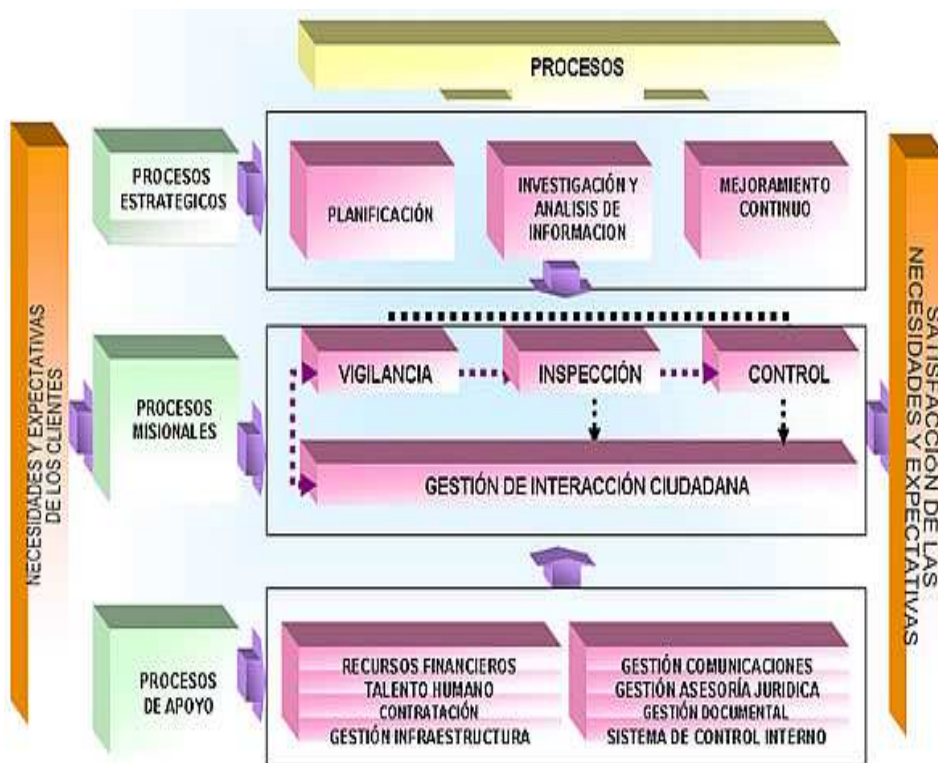 PROCESOS
NECESIDADES Y EXPECTATIVAS
DE LOS CLIENTES
PROCESOS
ESTRATEGICOS
PLANIFICACIÓN
INVESTIGACIÓN Y
ANALISIS DE
INFORMACION
MEJORAMIENTO
CONTINUO
PROCESOS
MISIONALES
VIGILANCIA
INSPECCIÓN
CONTROL
GESTIÓN DE INTERACCIÓN CIUDADANA
PROCESOS
DE APOYO
RECURSOS FINANCIEROS
TALENTO HUMANO
CONTRATACIÓN
GESTIÓN INFRAESTRUCTURA
GESTIÓN COMUNICACIONES
GESTIÓN ASESORÍA JURIDICA
GESTIÓN DOCUMENTAL
SISTEMA DE CONTROL INTERNO
SATISFACCIÓN DE LAS
NECESIDADES Y EXPECTATIVAS